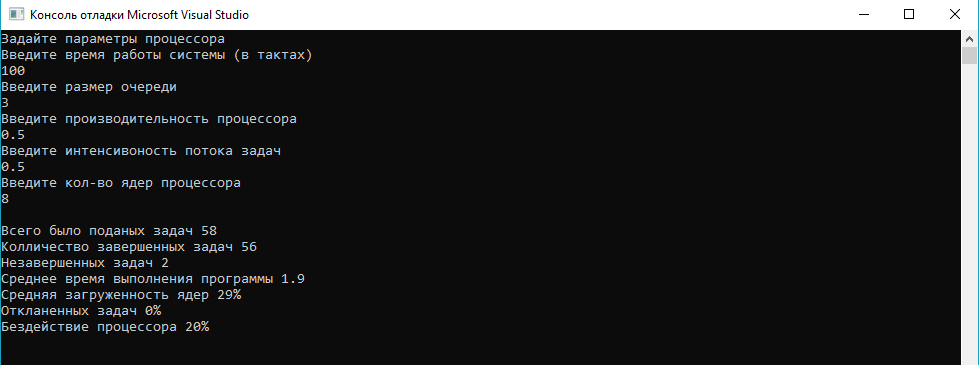 Консоль отладки Microsoft Visual Studio
Задайте параметры процессора
Введите время работы системы (в тактах)
100
Введите размер очереди
3
Введите производительность процессора
0.5
Введите интенсивоность потока задач
0.5
Введите кол-во ядер процессора
8
Всего было поданых задач 58
Колличество завершенных задач 56
Незавершенных задач 2
Среднее время выполнения программы 1.9
Средняя загруженность ядер 29%
Откланенных задач 0%
Бездействие процессора 20%